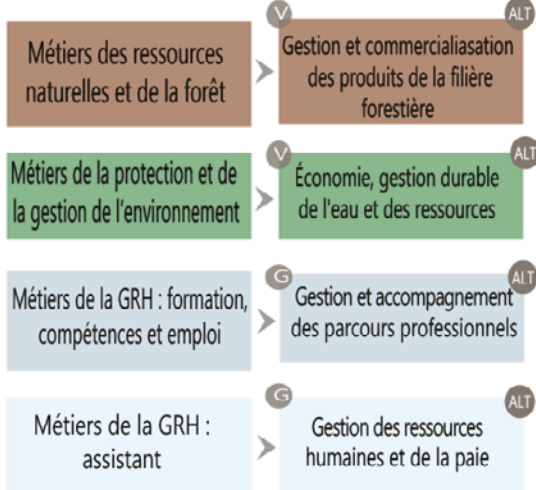 V
ALT
Métiers des ressources
naturelles et de la forêt
Gestion et commercialiasation
des produits de la filière
forestière
V
ALT
Métiers de la protection et de
la gestion de l'environnement
Économie, gestion durable
de l'eau et des ressources
G
ALT
Métiers de la GRH : formation,
compétences et emploi
Gestion et accompagnement
des parcours professionnels
G
ALT
Métiers de la GRH :
assistant
Gestion des ressources
humaines et de la paie